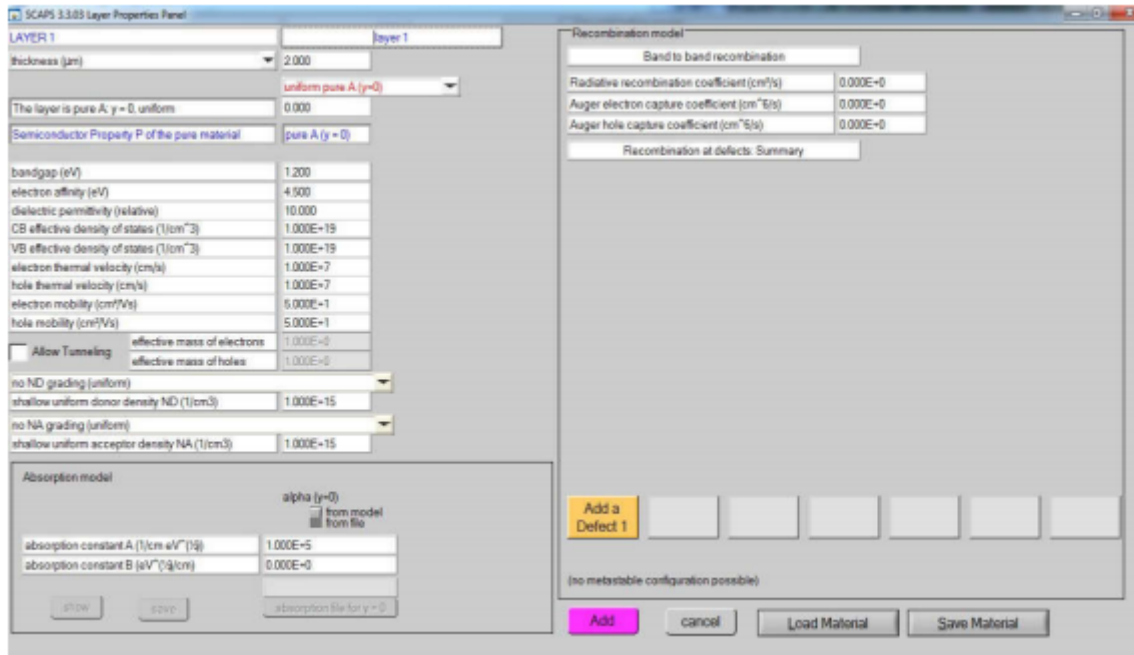 SCAPS 3.3.03 Layer Properties Panel
LAYER 1 layer 1
thickness (µm) 2.000
uniform pure A (y=0)
The layer is pure A: y = 0, uniform 0.000
Semiconductor Property P of the pure material pure A (y = 0)
bandgap (eV) 1.200
electron affinity (eV) 4.500
dielectric permittivity (relative) 10.000
CB effective density of states (1/cm^3) 1.000E+19
VB effective density of states (1/cm^3) 1.000E+19
electron thermal velocity (cm/s) 1.000E+7
hole thermal velocity (cm/s) 1.000E+7
electron mobility (cm²/Vs) 5.000E+1
hole mobility (cm²/Vs) 5.000E+1
Allow Tunneling
effective mass of electrons 1.000E+0
effective mass of holes 1.000E+0
no ND grading (uniform)
shallow uniform donor density ND (1/cm3) 1.000E+15
no NA grading (uniform)
shallow uniform acceptor density NA (1/cm3) 1.000E+15
Absorption model
alpha (y=0)
from model
from file
absorption constant A (1/cm eV^(½)) 1.000E+5
absorption constant B (eV^(½)/cm) 0.000E+0
show save absorption file for y = 0
Recombination model
Band to band recombination
Radiative recombination coefficient (cm³/s) 0.000E+0
Auger electron capture coefficient (cm^6/s) 0.000E+0
Auger hole capture coefficient (cm^6/s) 0.000E+0
Recombination at defects: Summary
Add a
Defect 1
(no metastable configuration possible)
Add cancel Load Material Save Material